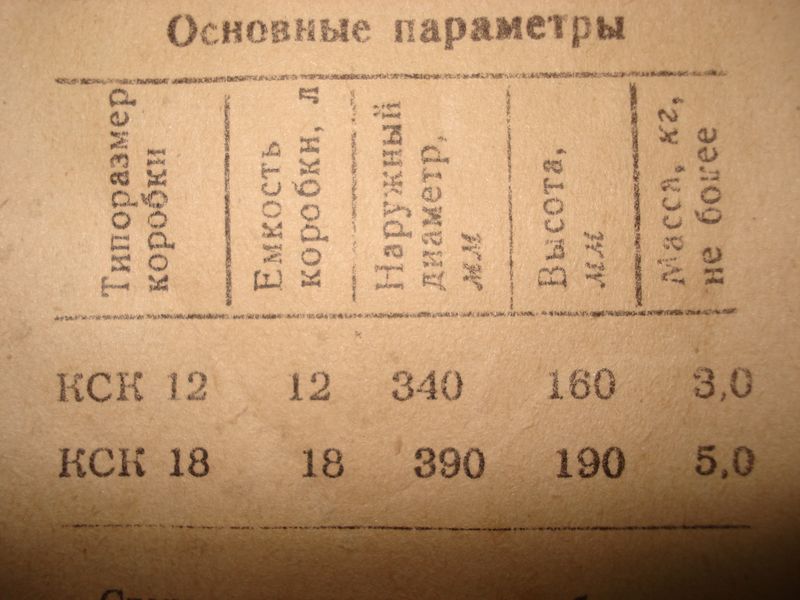 Основные параметры
Типоразмер
коробки
Емкость
коробки, л
Наружный
диаметр,
мм
Высота,
мм
Масса, кг,
не более
КСК 12 12 340 160 3,0
КСК 18 18 390 190 5,0